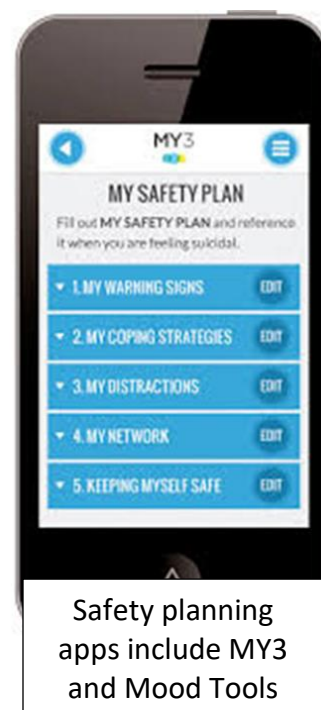 MY3
MY SAFETY PLAN
Fill out MY SAFETY PLAN and reference
it when you are feeling suicidal.
1. MY WARNING SIGNS EDIT
2. MY COPING STRATEGIES EDIT
3. MY DISTRACTIONS EDIT
4. MY NETWORK EDIT
5. KEEPING MYSELF SAFE EDIT
Safety planning
apps include MY3
and Mood Tools